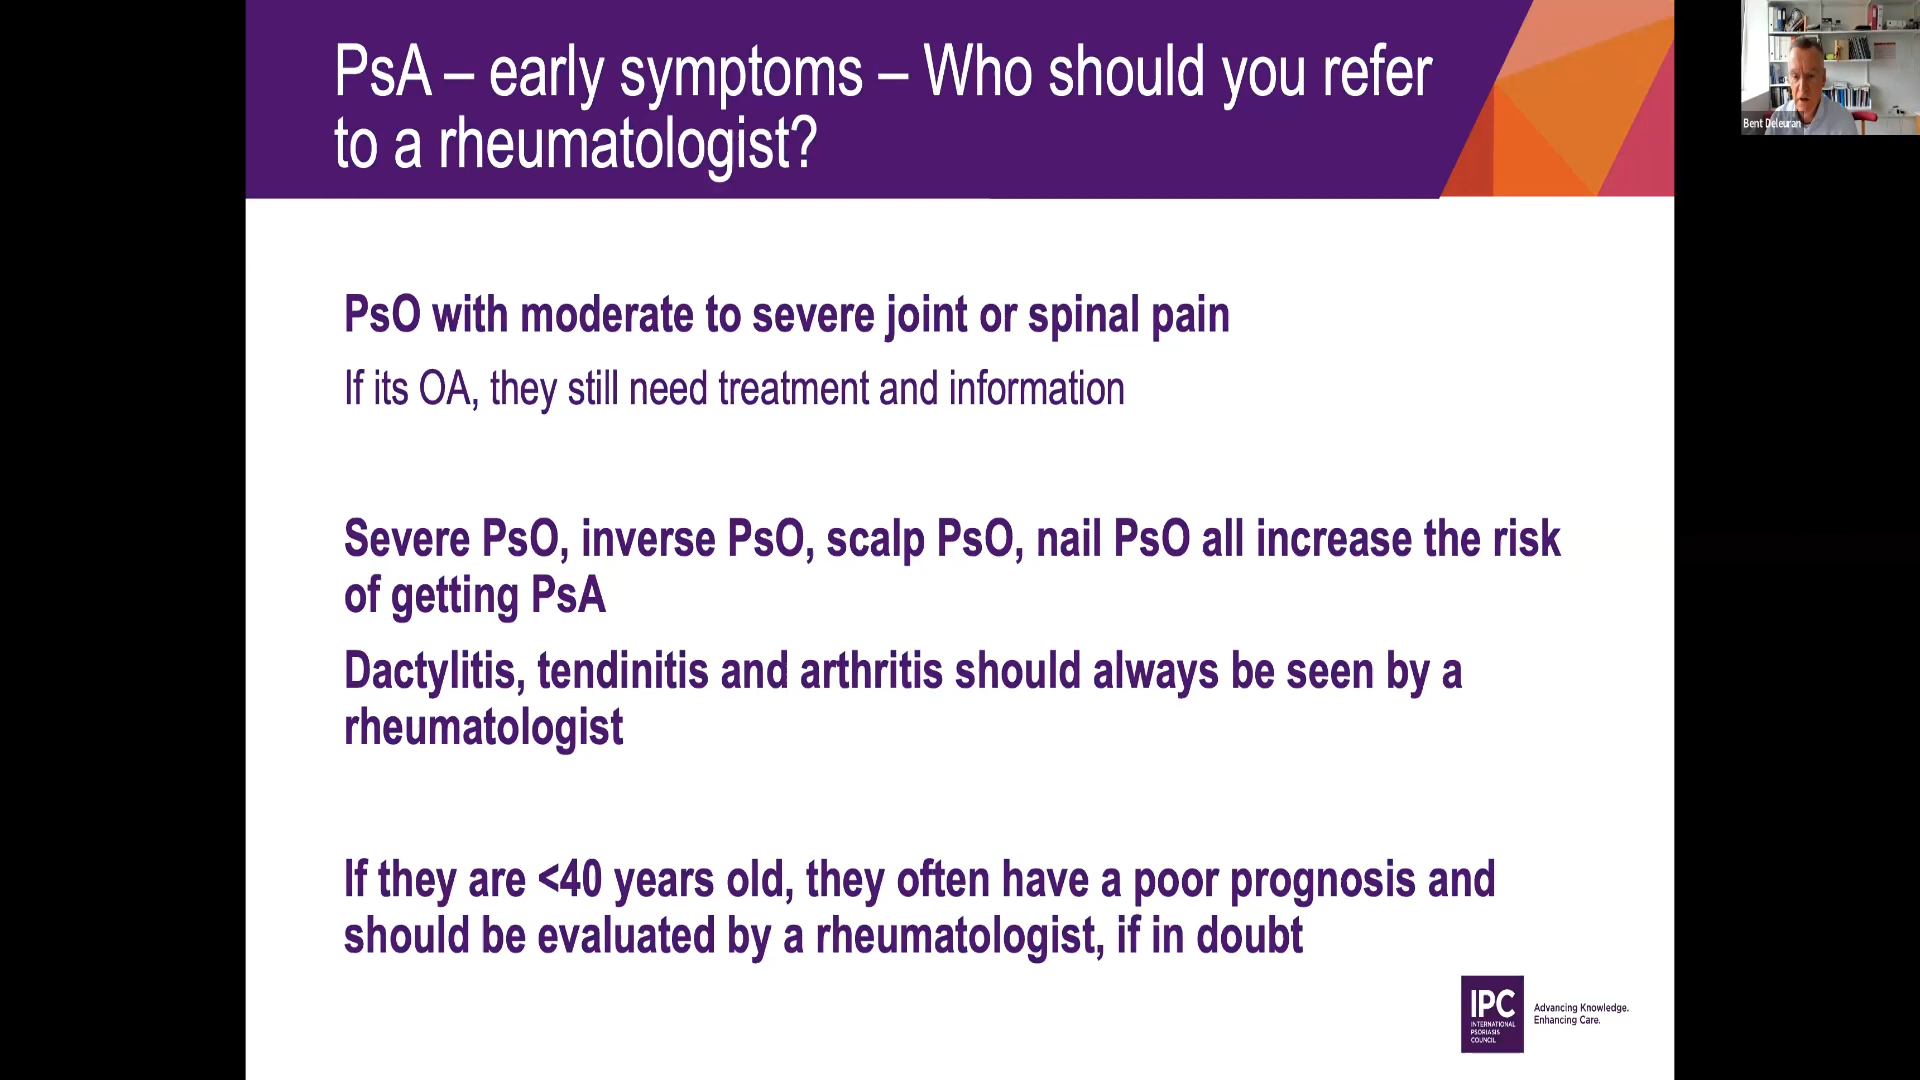 PsA – early symptoms – Who should you refer
to a rheumatologist?
Bent Deleuran
PsO with moderate to severe joint or spinal pain
If its OA, they still need treatment and information
Severe PsO, inverse PsO, scalp PsO, nail PsO all increase the risk
of getting PsA
Dactylitis, tendinitis and arthritis should always be seen by a
rheumatologist
If they are <40 years old, they often have a poor prognosis and
should be evaluated by a rheumatologist, if in doubt
IPC
INTERNATIONAL
PSORIASIS
COUNCIL
Advancing Knowledge.
Enhancing Care.